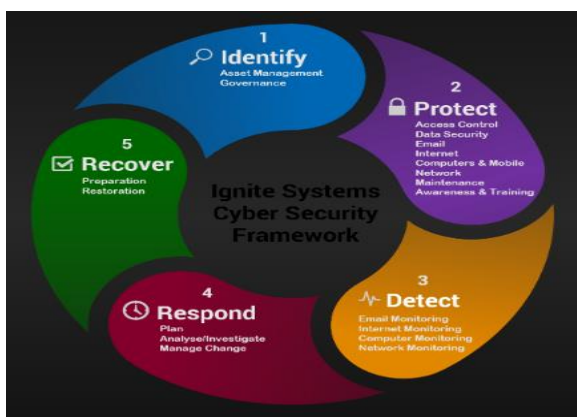 1
Identify
Asset Management
Governance
2
Protect
Access Control
Data Security
Email
Internet
Computers & Mobile
Network
Maintenance
Awareness & Training
3
Detect
Email Monitoring
Internet Monitoring
Computer Monitoring
Network Monitoring
4
Respond
Plan
Analyse/Investigate
Manage Change
5
Recover
Preparation
Restoration
Ignite Systems
Cyber Security
Framework